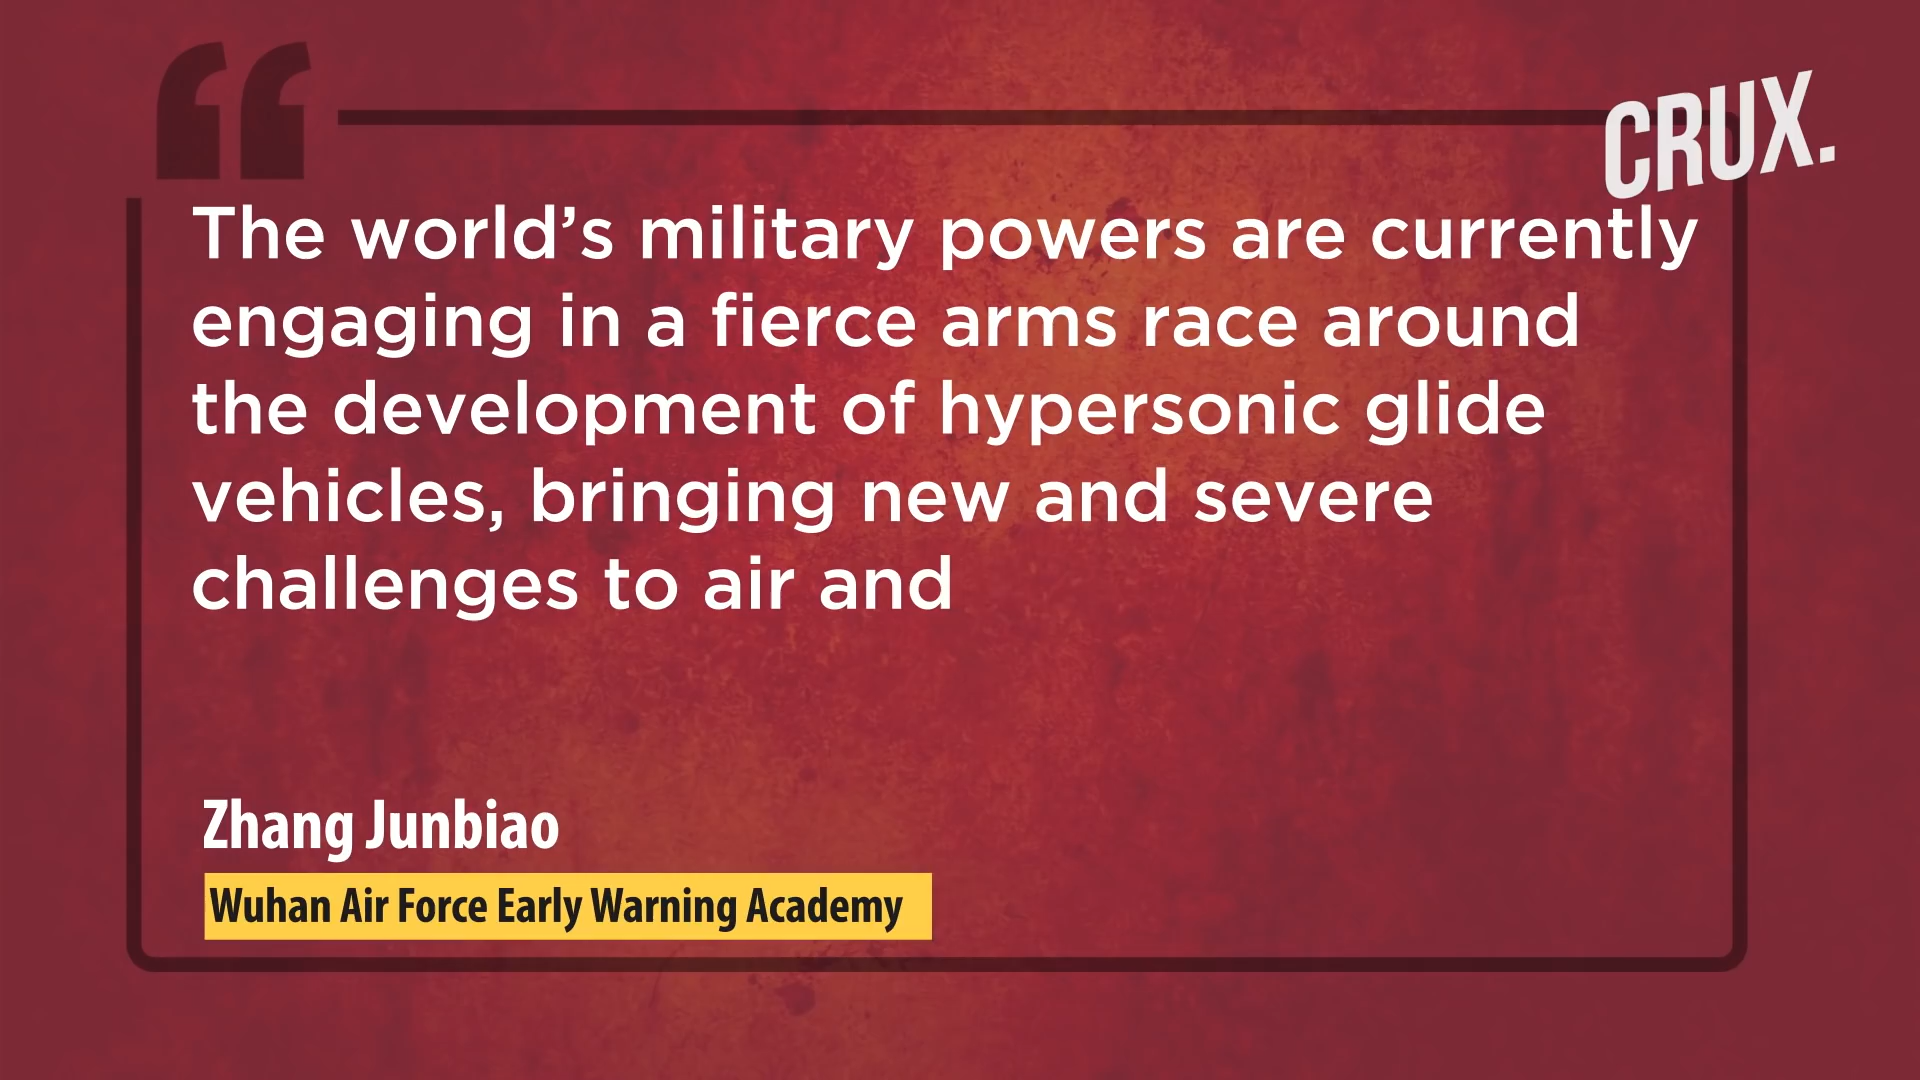 CRUX.
The world’s military powers are currently
engaging in a fierce arms race around
the development of hypersonic glide
vehicles, bringing new and severe
challenges to air and
Zhang Junbiao
Wuhan Air Force Early Warning Academy